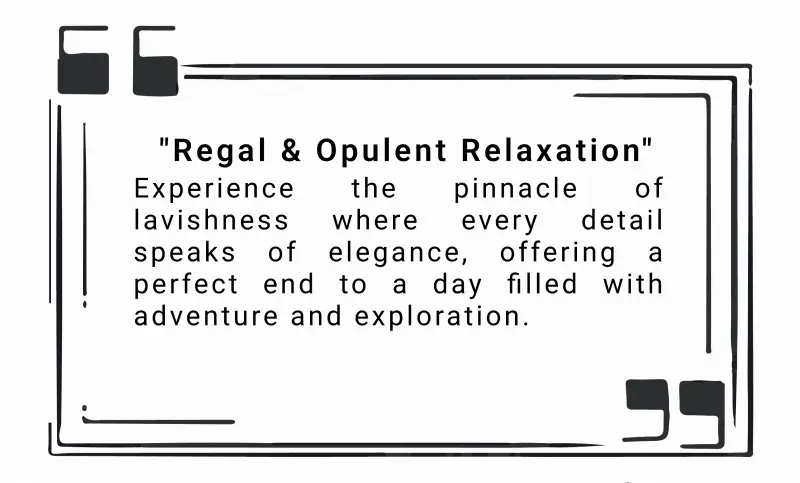 "Regal & Opulent Relaxation"
Experience the pinnacle of
lavishness where every detail
speaks of elegance, offering a
perfect end to a day filled with
adventure and exploration.